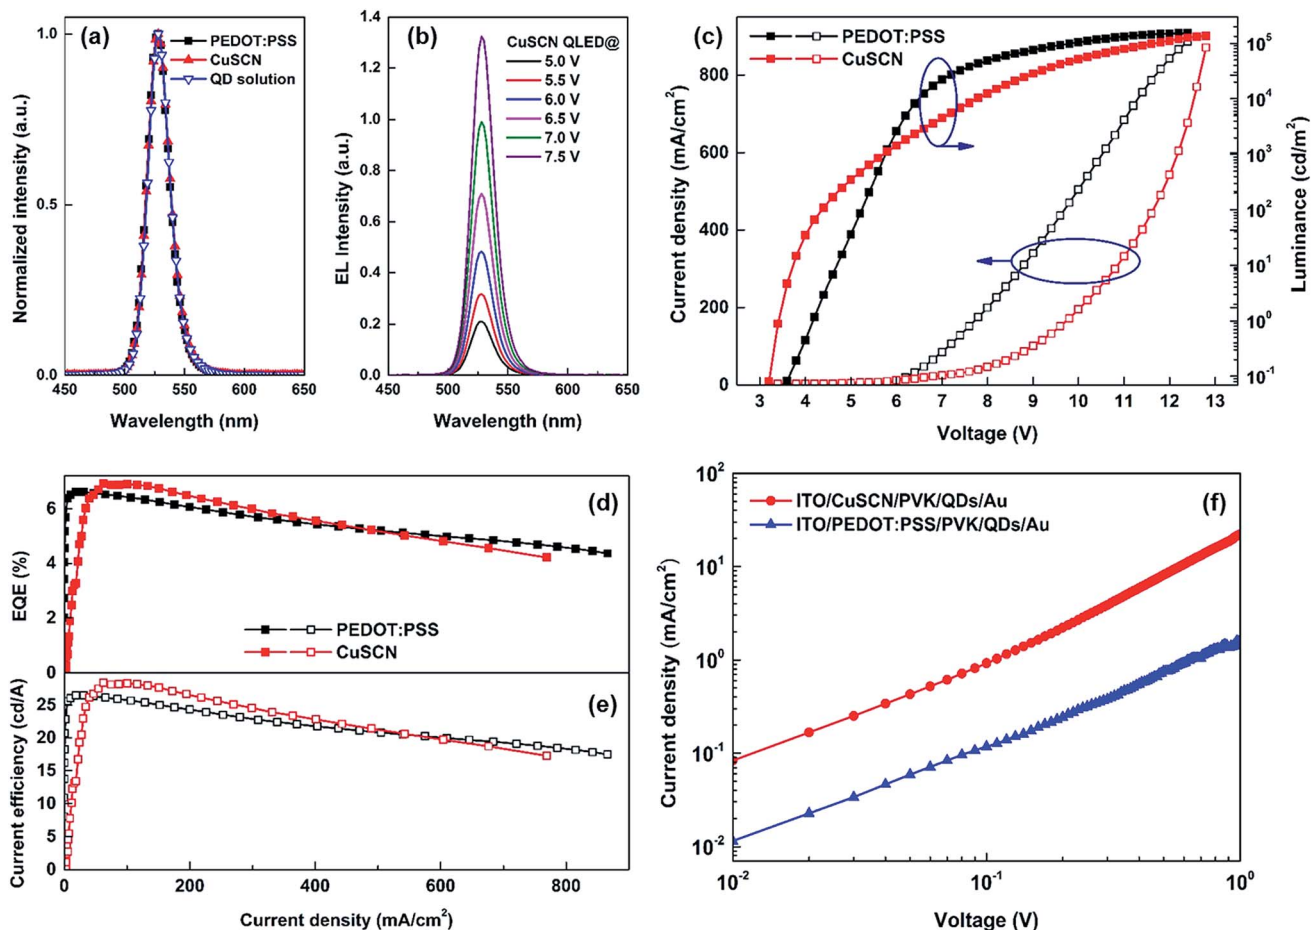 (a)
PEDOT:PSS
CuSCN
QD solution
Normalized intensity (a.u.)
1.0
0.5
0.0
450 500 550 600 650
Wavelength (nm)
(b)
CuSCN QLED@
5.0 V
5.5 V
6.0 V
6.5 V
7.0 V
7.5 V
EL Intensity (a.u.)
1.4
1.2
1.0
0.8
0.6
0.4
0.2
0.0
450 500 550 600 650
Wavelength (nm)
(c)
PEDOT:PSS
CuSCN
Current density (mA/cm²)
800
600
400
200
0
Luminance (cd/m²)
10⁵
10⁴
10³
10²
10¹
10⁰
10⁻¹
3 4 5 6 7 8 9 10 11 12 13
Voltage (V)
(d)
EQE (%)
6
4
2
0
PEDOT:PSS
CuSCN
(e)
Current efficiency (cd/A)
25
20
15
10
5
0
0 200 400 600 800
Current density (mA/cm²)
(f)
ITO/CuSCN/PVK/QDs/Au
ITO/PEDOT:PSS/PVK/QDs/Au
Current density (mA/cm²)
10²
10¹
10⁰
10⁻¹
10⁻²
10⁻² 10⁻¹ 10⁰
Voltage (V)